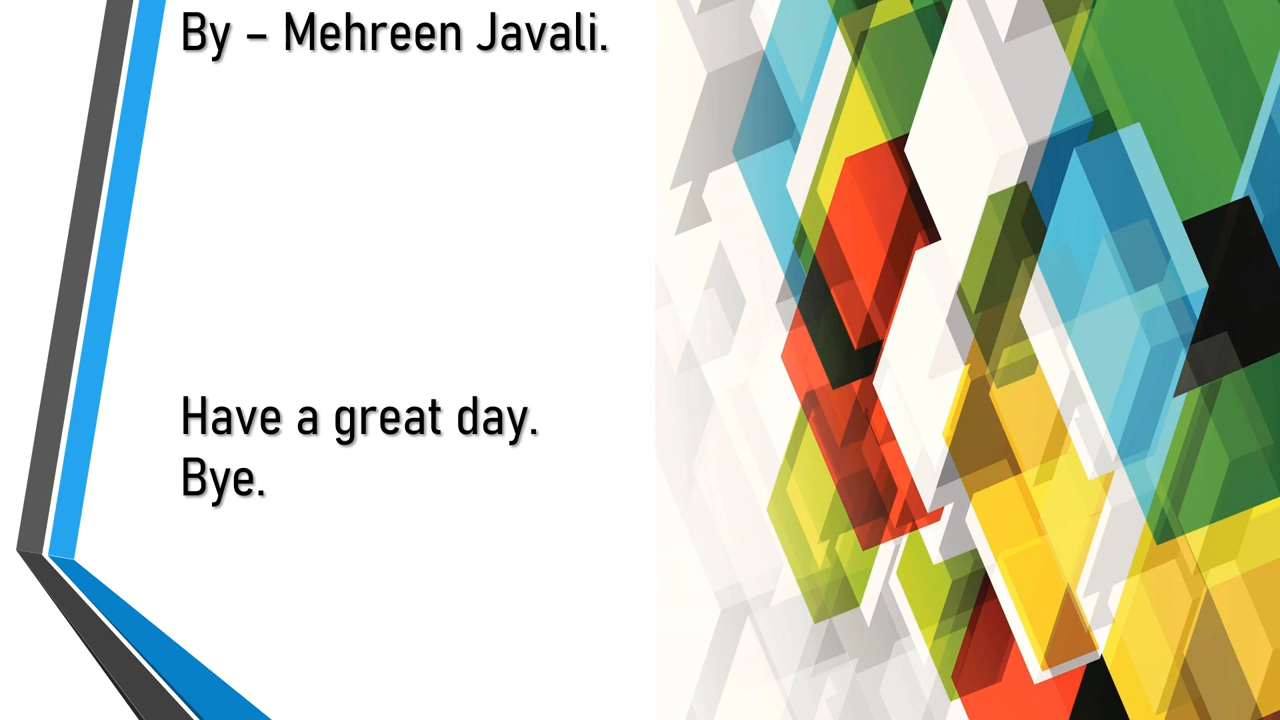 By – Mehreen Javali.
Have a great day.
Bye.